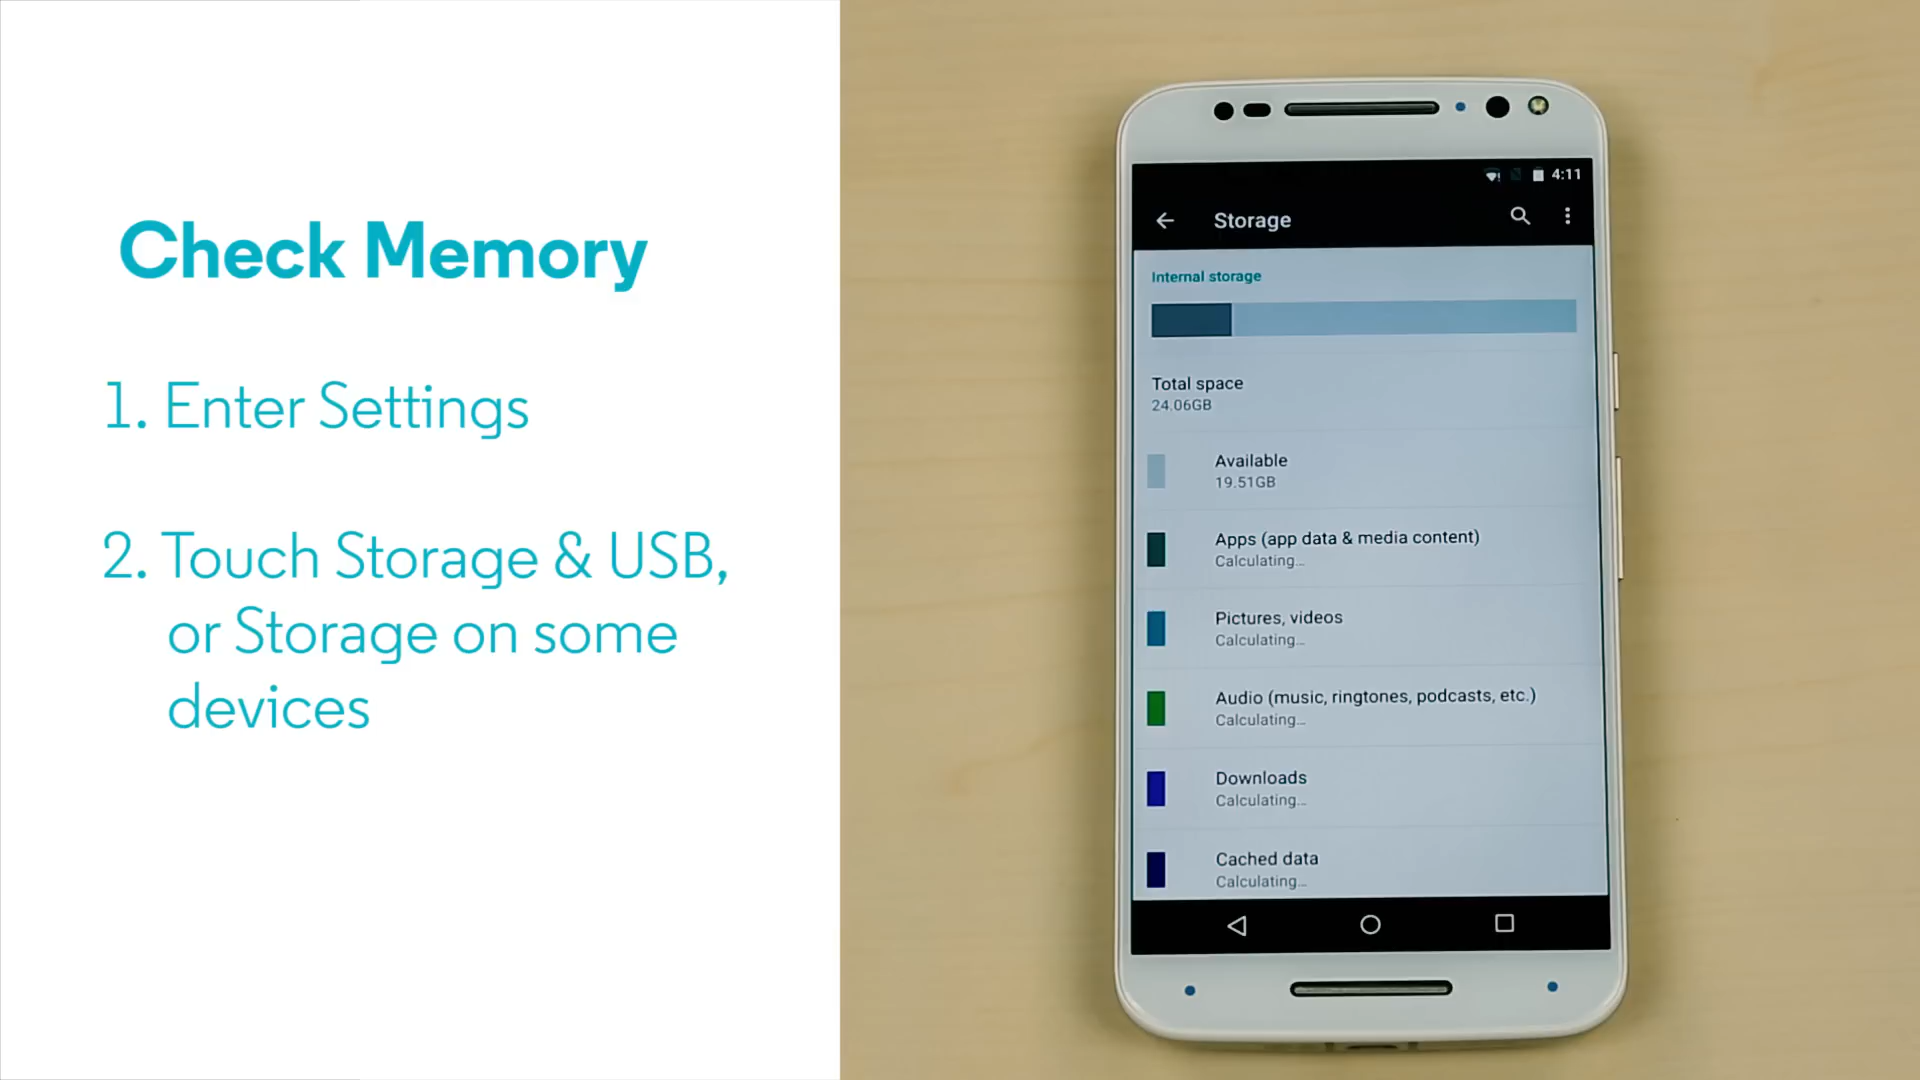 Check Memory
1. Enter Settings
2. Touch Storage & USB,
or Storage on some
devices
4:11
Storage
Internal storage
Total space
24.06GB
Available
19.51GB
Apps (app data & media content)
Calculating...
Pictures, videos
Calculating...
Audio (music, ringtones, podcasts, etc.)
Calculating...
Downloads
Calculating...
Cached data
Calculating...